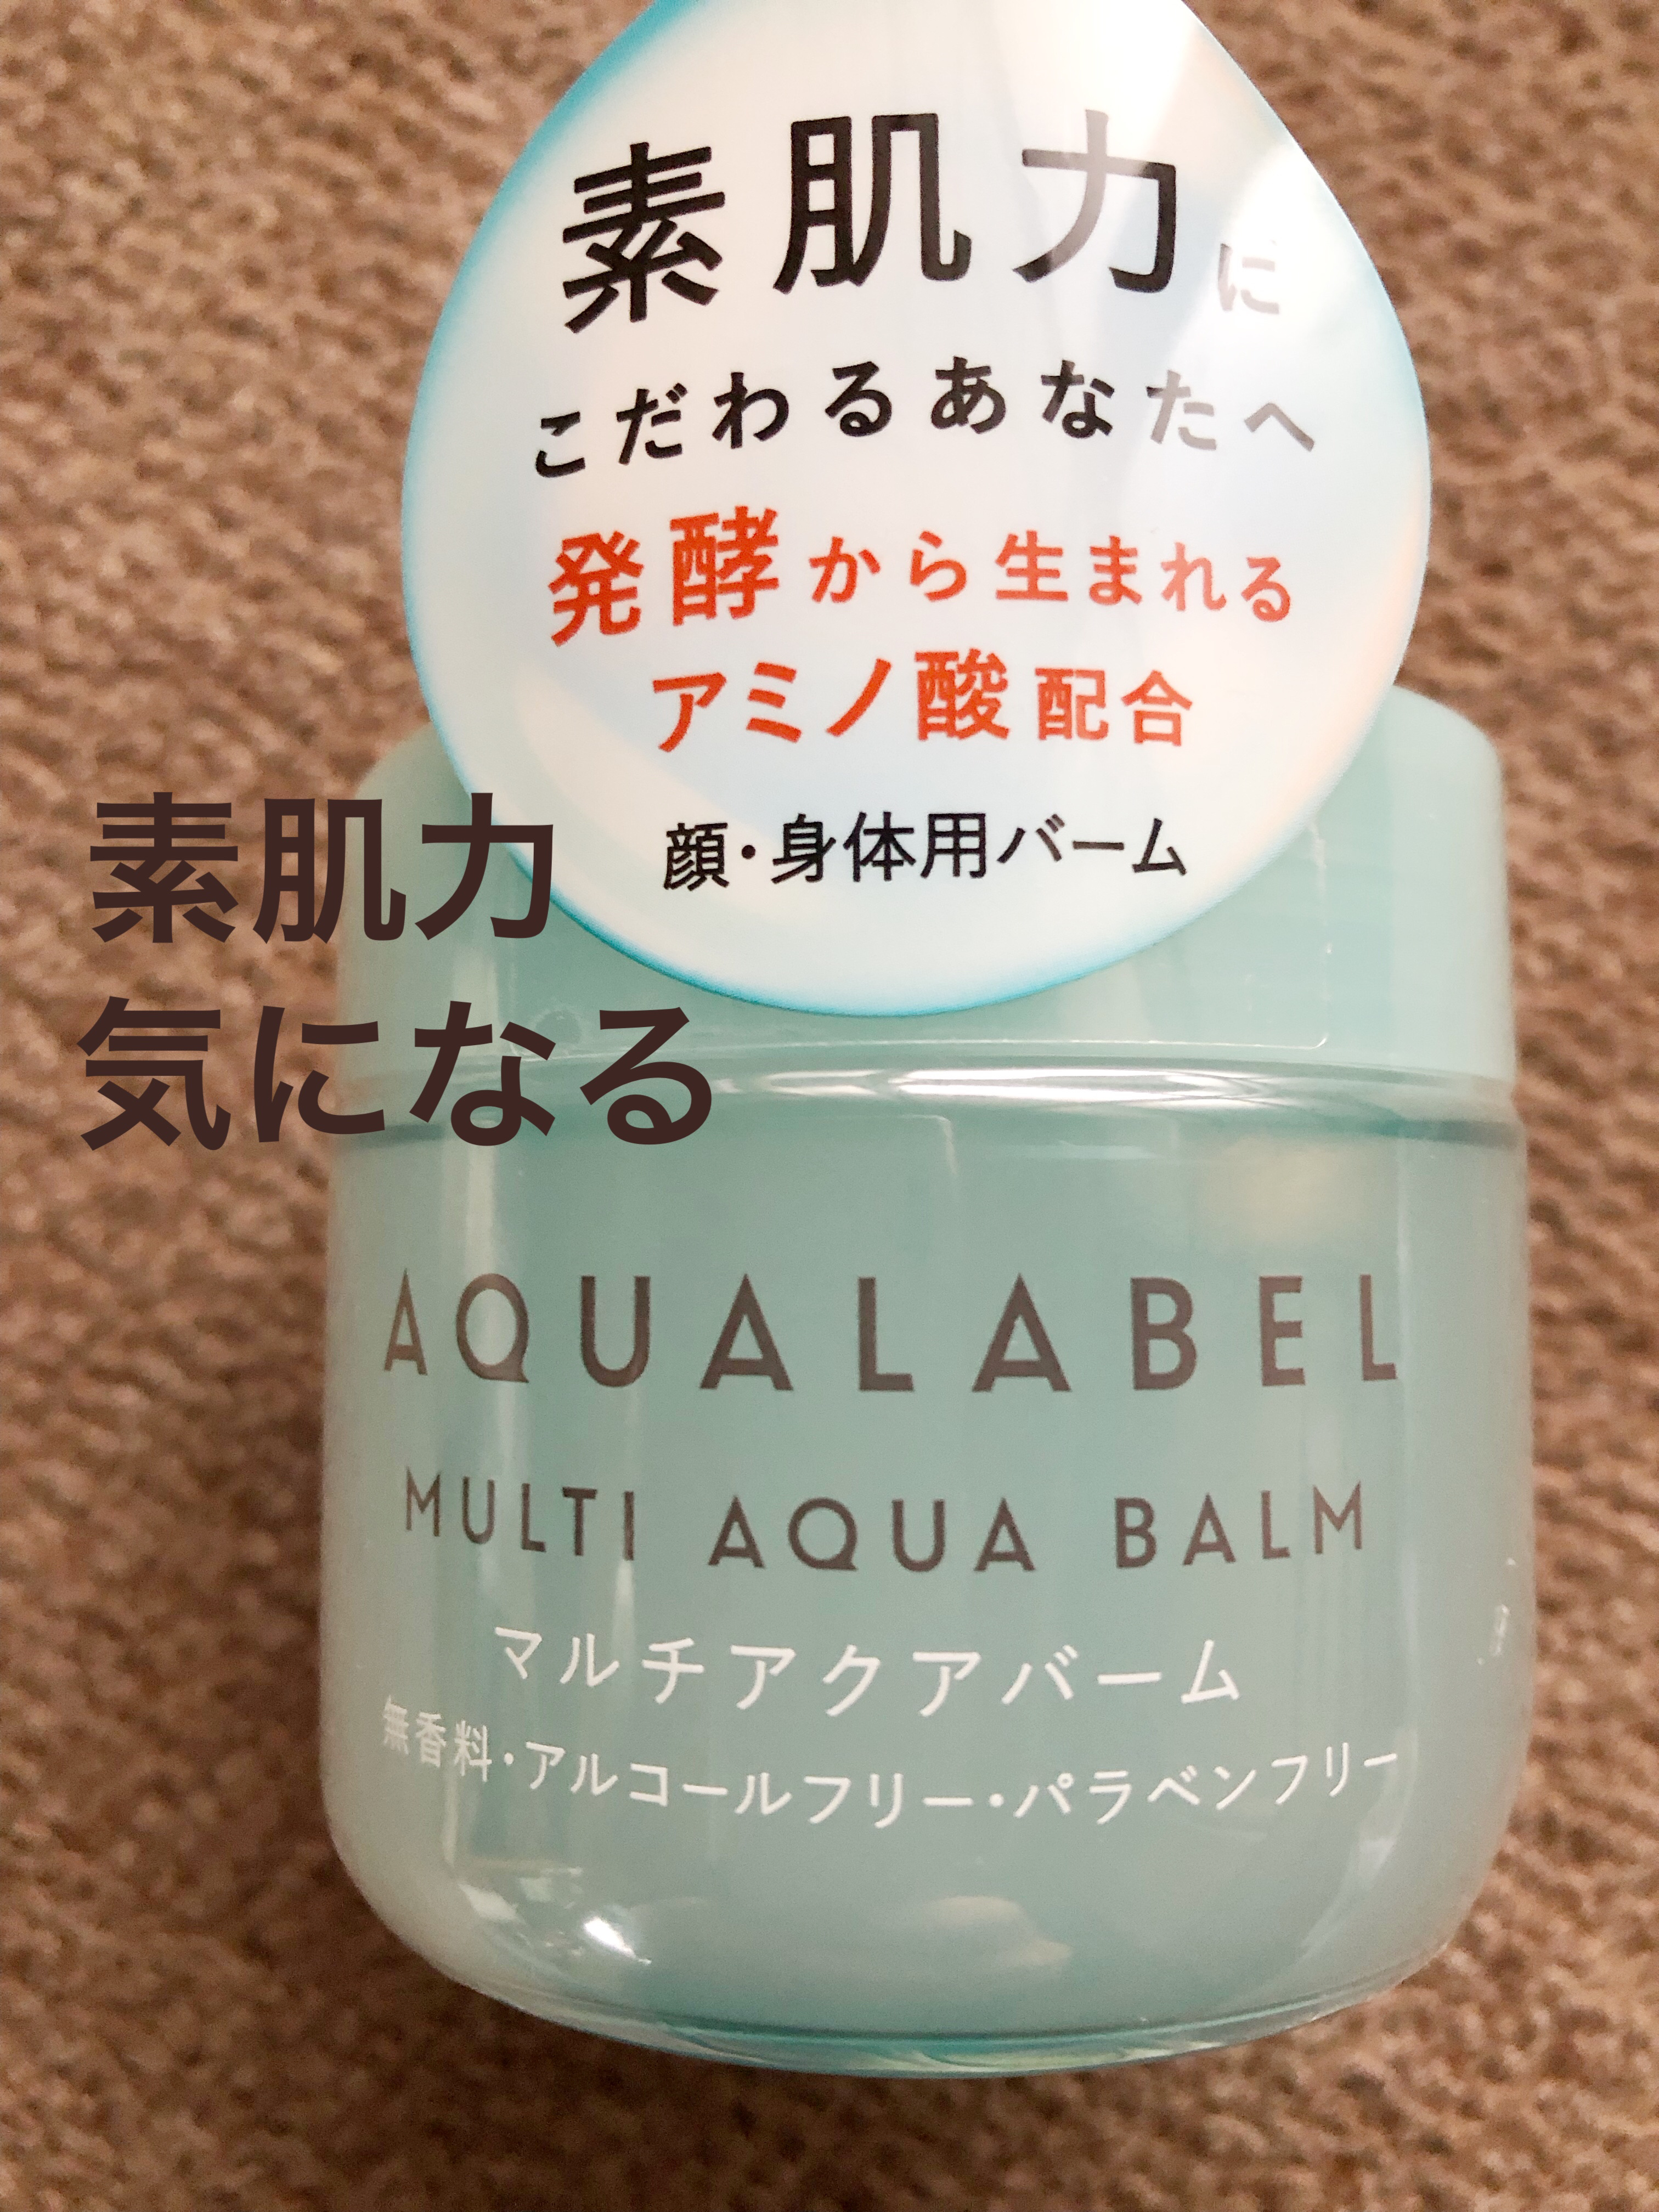 素肌力に
こだわるあなたへ
発酵から生まれる
アミノ酸配合
顔・身体用バーム
素肌力
気になる
AQUALABEL
MULTI AQUA BALM
マルチアクアバーム
無香料・アルコールフリー・パラベンフリー